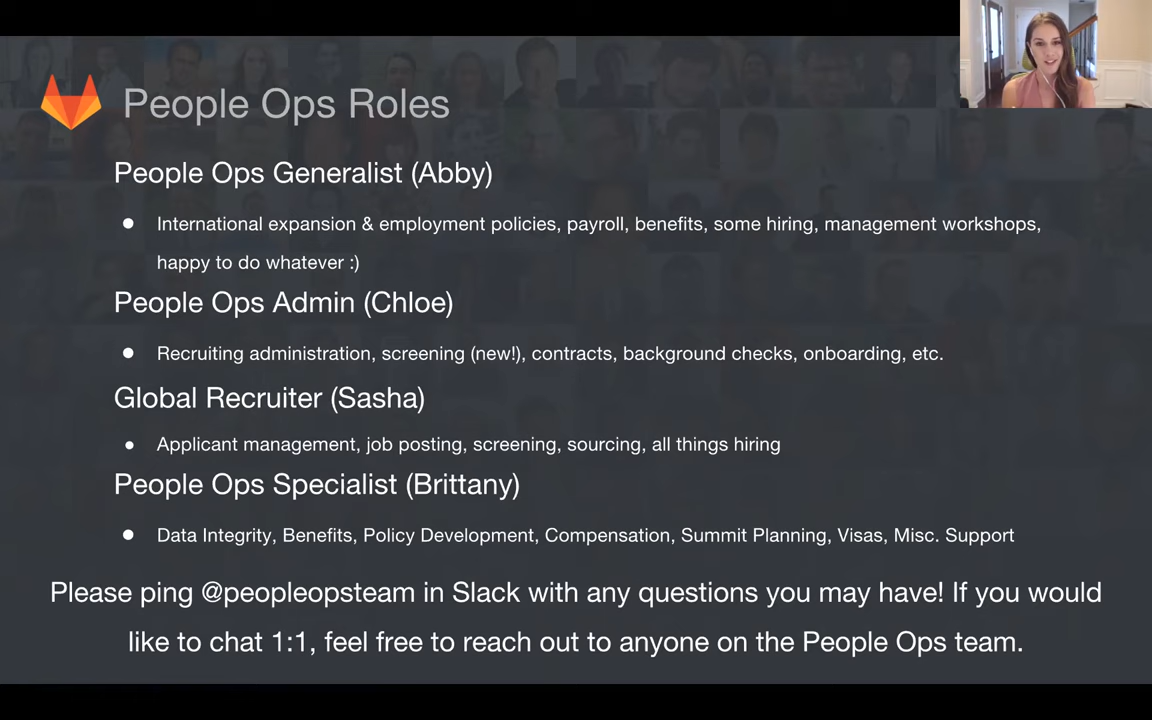 People Ops Roles
People Ops Generalist (Abby)
● International expansion & employment policies, payroll, benefits, some hiring, management workshops,
happy to do whatever :)
People Ops Admin (Chloe)
● Recruiting administration, screening (new!), contracts, background checks, onboarding, etc.
Global Recruiter (Sasha)
● Applicant management, job posting, screening, sourcing, all things hiring
People Ops Specialist (Brittany)
● Data Integrity, Benefits, Policy Development, Compensation, Summit Planning, Visas, Misc. Support
Please ping @peopleopsteam in Slack with any questions you may have! If you would
like to chat 1:1, feel free to reach out to anyone on the People Ops team.